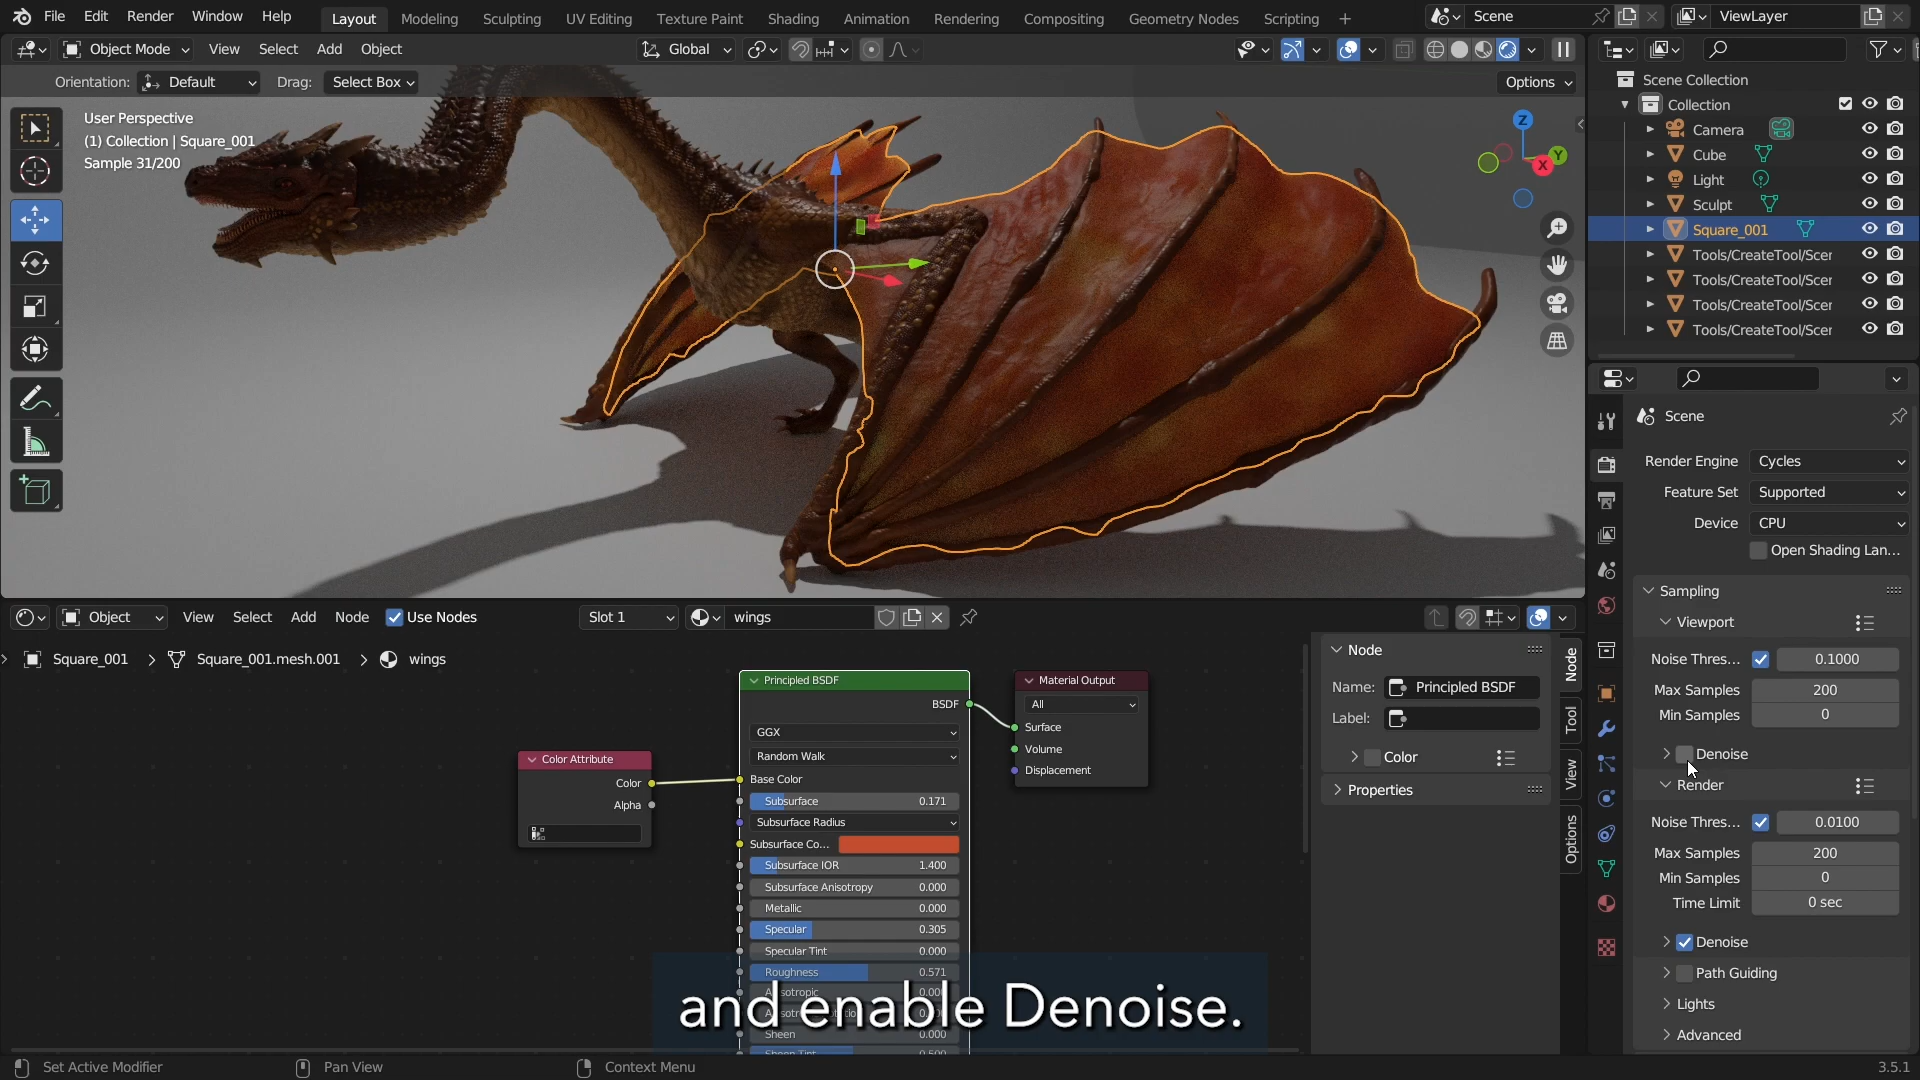 File Edit Render Window Help Layout Modeling Sculpting UV Editing Texture Paint Shading Animation Rendering Compositing Geometry Nodes Scripting + Scene ViewLayer
Object Mode View Select Add Object Global
Orientation: Default Drag: Select Box Options
User Perspective
(1) Collection | Square_001
Sample 31/200
Z
Y
X
Scene Collection
Collection
Camera
Cube
Light
Sculpt
Square_001
Tools/CreateTool/Scer
Tools/CreateTool/Scer
Tools/CreateTool/Scer
Tools/CreateTool/Scer
Scene
Render Engine Cycles
Feature Set Supported
Device CPU
Open Shading Lan...
Sampling
Viewport
Noise Thres... 0.1000
Max Samples 200
Min Samples 0
Denoise
Render
Noise Thres... 0.0100
Max Samples 200
Min Samples 0
Time Limit 0 sec
Denoise
Path Guiding
Lights
Advanced
Object View Select Add Node Use Nodes Slot 1 wings
Square_001 > Square_001.mesh.001 > wings
Color Attribute
Color
Alpha
Principled BSDF
BSDF
GGX
Random Walk
Base Color
Subsurface 0.171
Subsurface Radius
Subsurface Co...
Subsurface IOR 1.400
Subsurface Anisotropy 0.000
Metallic 0.000
Specular 0.305
Specular Tint 0.000
Roughness 0.571
Sheen 0.000
Sheen Tint 0.500
Material Output
All
Surface
Volume
Displacement
Node
Name: Principled BSDF
Label:
Color
Properties
Node
Tool
View
Options
and enable Denoise.
Set Active Modifier Pan View Context Menu 3.5.1